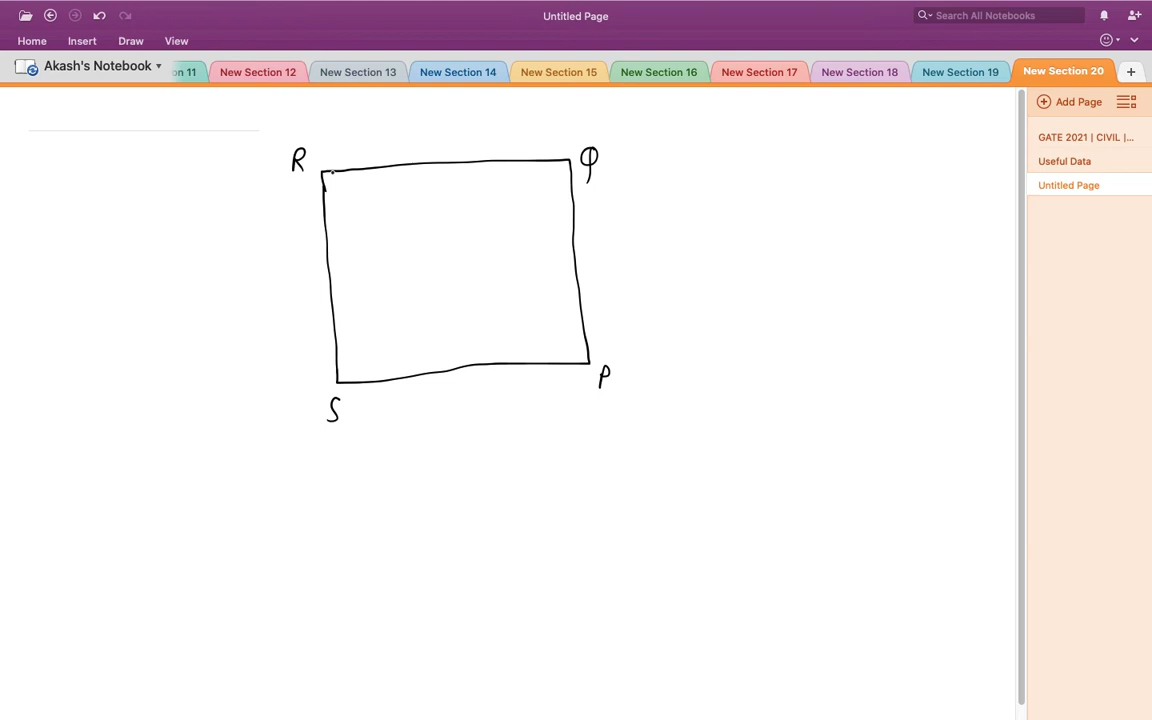 Untitled Page
Search All Notebooks
Home Insert Draw View
Akash's Notebook
on 11 New Section 12 New Section 13 New Section 14 New Section 15 New Section 16 New Section 17 New Section 18 New Section 19 New Section 20 +
Add Page
GATE 2021 | CIVIL |...
Useful Data
Untitled Page
R Q
S P